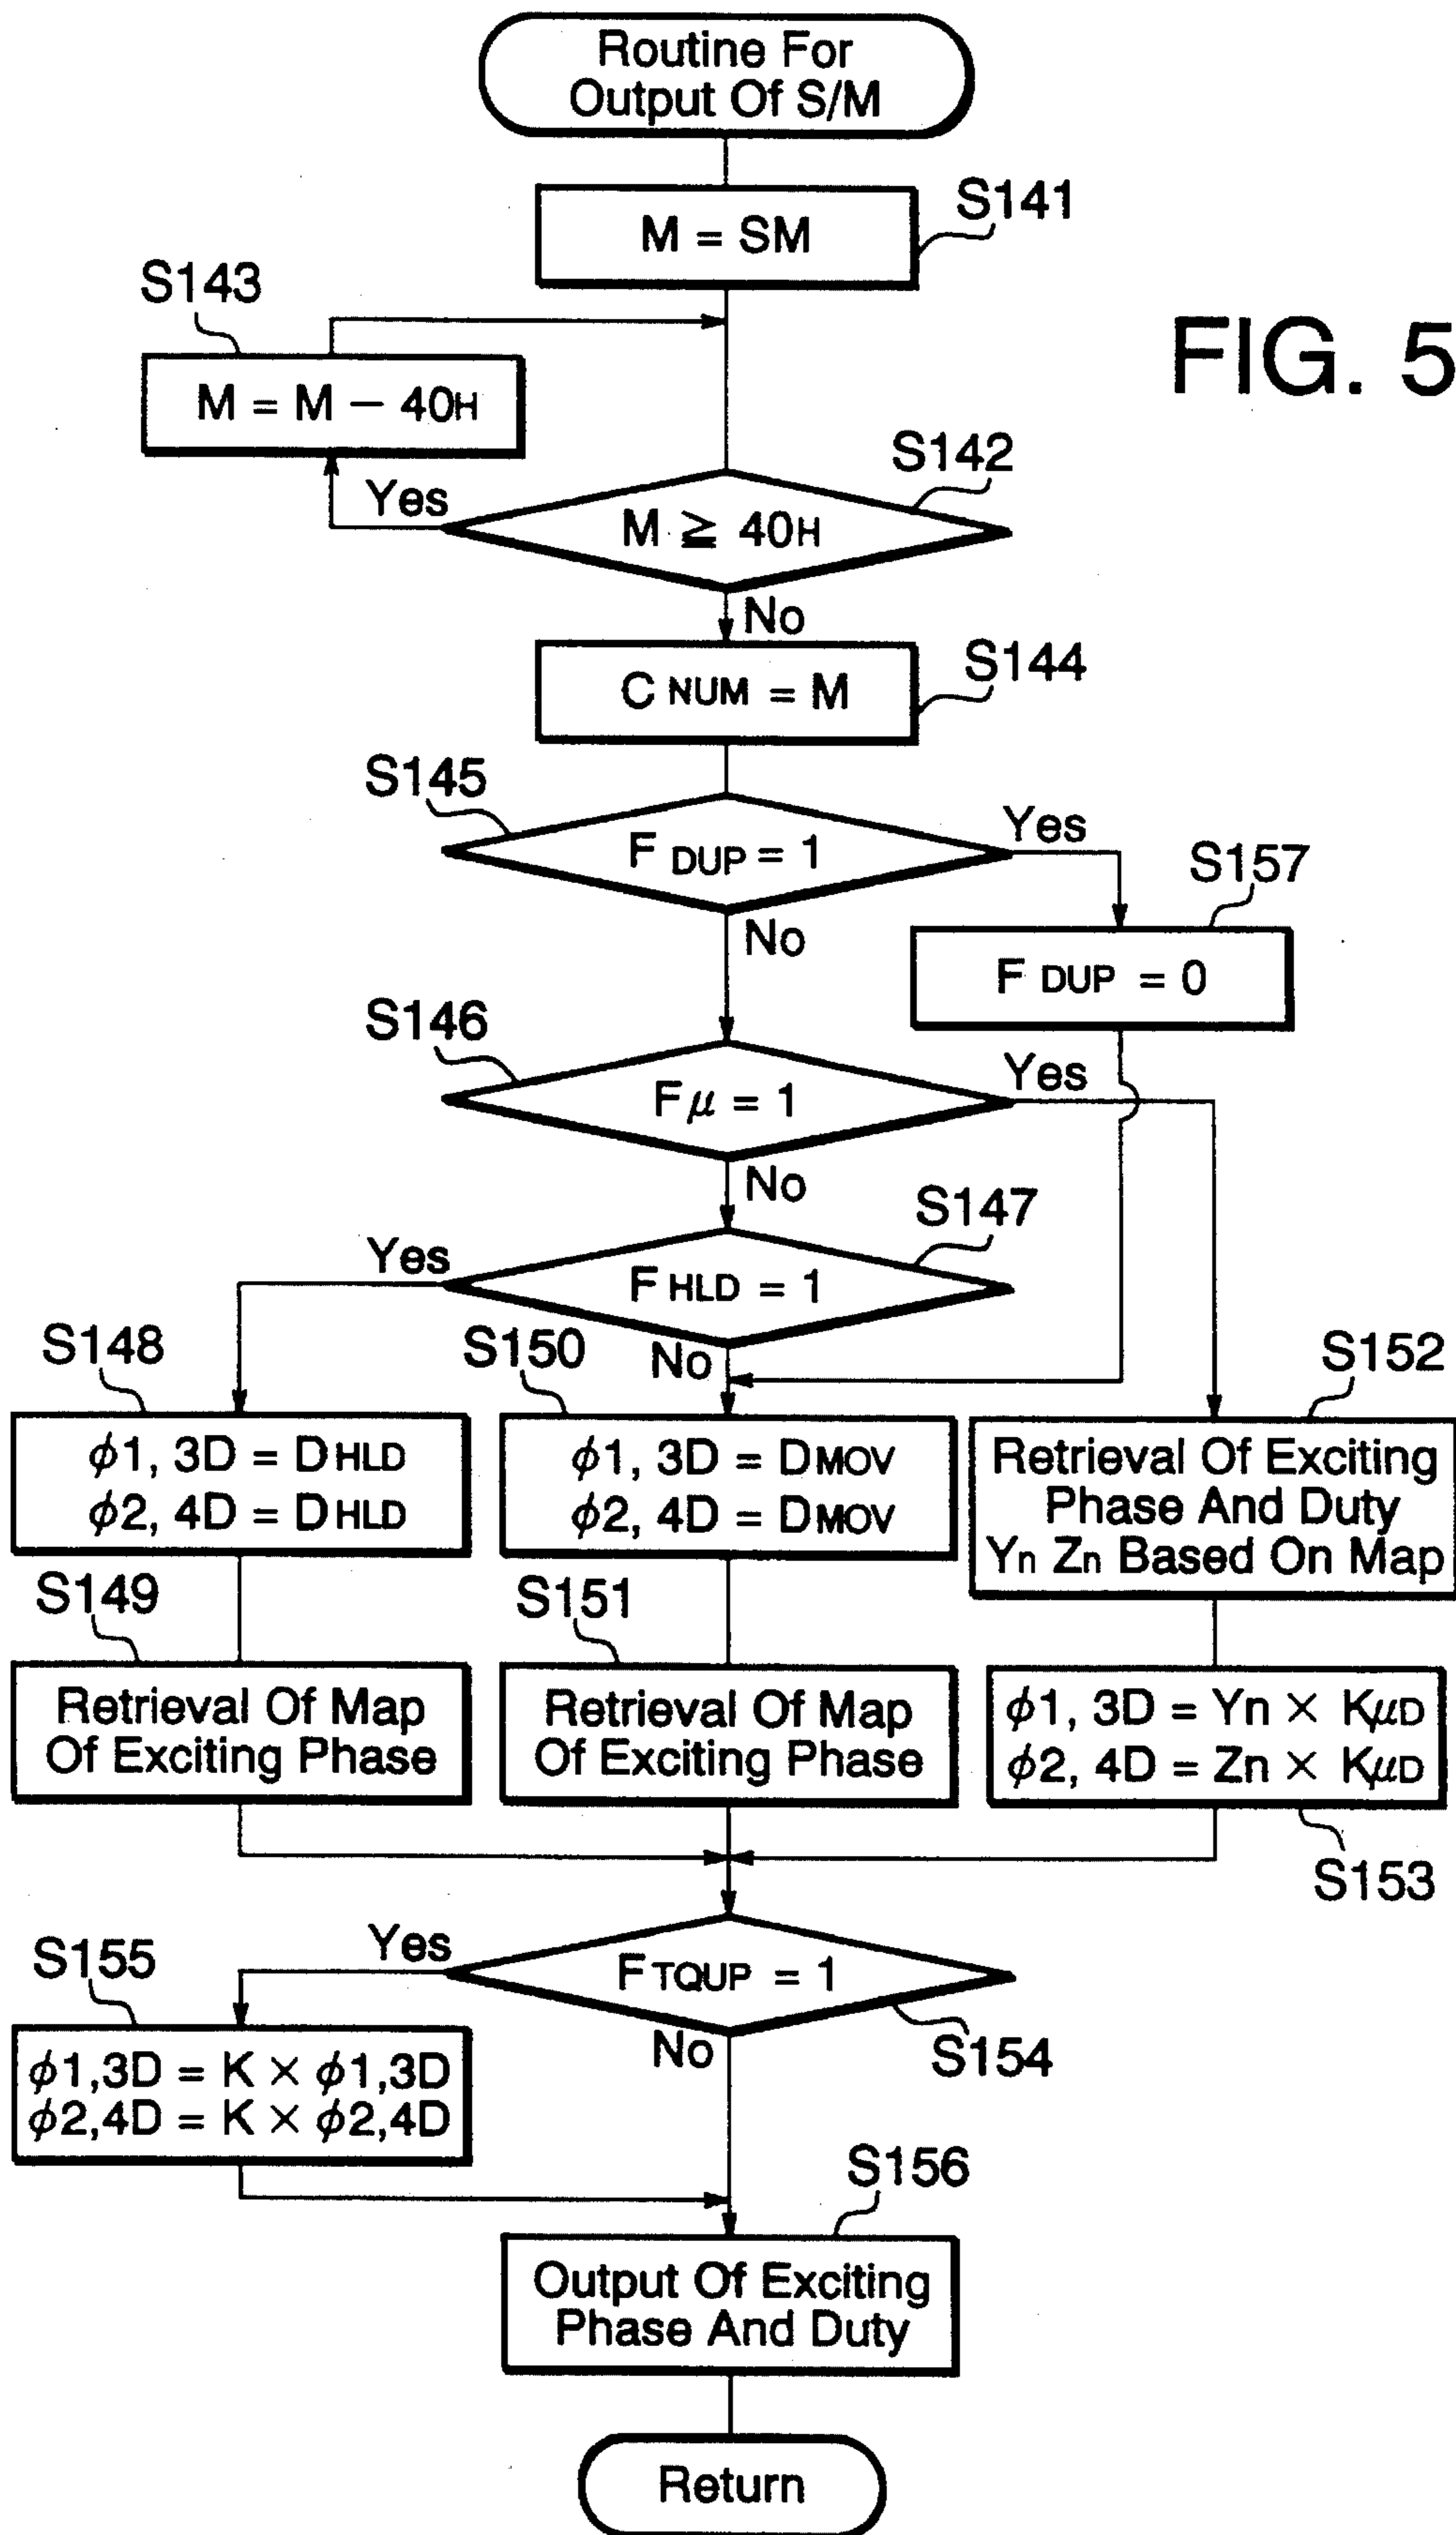 Routine For
Output Of S/M
S141
M = SM
S143
FIG. 5
M = M − 40H
S142
Yes
M ≧ 40H
No
S144
C NUM = M
S145
Yes
F DUP = 1
S157
No
F DUP = 0
S146
Yes
Fμ = 1
No
S147
Yes
F HLD = 1
S148
S150
No
S152
ϕ1, 3D = D HLD
ϕ2, 4D = D HLD
ϕ1, 3D = D MOV
ϕ2, 4D = D MOV
Retrieval Of Exciting
Phase And Duty
Yn Zn Based On Map
S149
S151
Retrieval Of Map
Of Exciting Phase
Retrieval Of Map
Of Exciting Phase
ϕ1, 3D = Yn × KμD
ϕ2, 4D = Zn × KμD
S153
S155
Yes
F TQUP = 1
No
S154
ϕ1,3D = K × ϕ1,3D
ϕ2,4D = K × ϕ2,4D
S156
Output Of Exciting
Phase And Duty
Return